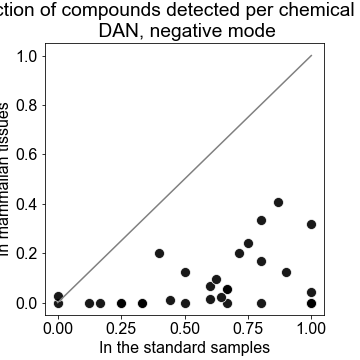 ction of compounds detected per chemical
DAN, negative mode
1.0
0.8
0.6
0.4
0.2
0.0
In mammalian tissues
0.00
0.25
0.50
0.75
1.00
In the standard samples